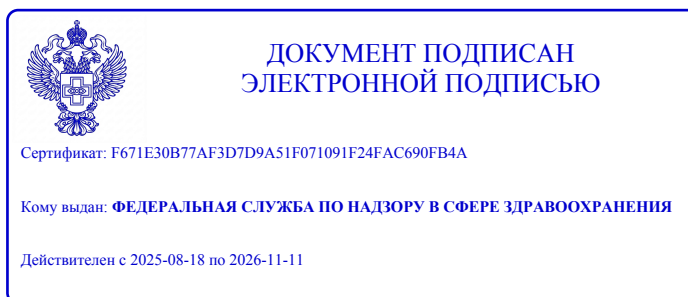 ДОКУМЕНТ ПОДПИСАН
ЭЛЕКТРОННОЙ ПОДПИСЬЮ
Сертификат: F671E30B77AF3D7D9A51F071091F24FAC690FB4A
Кому выдан: ФЕДЕРАЛЬНАЯ СЛУЖБА ПО НАДЗОРУ В СФЕРЕ ЗДРАВООХРАНЕНИЯ
Действителен с 2025-08-18 по 2026-11-11